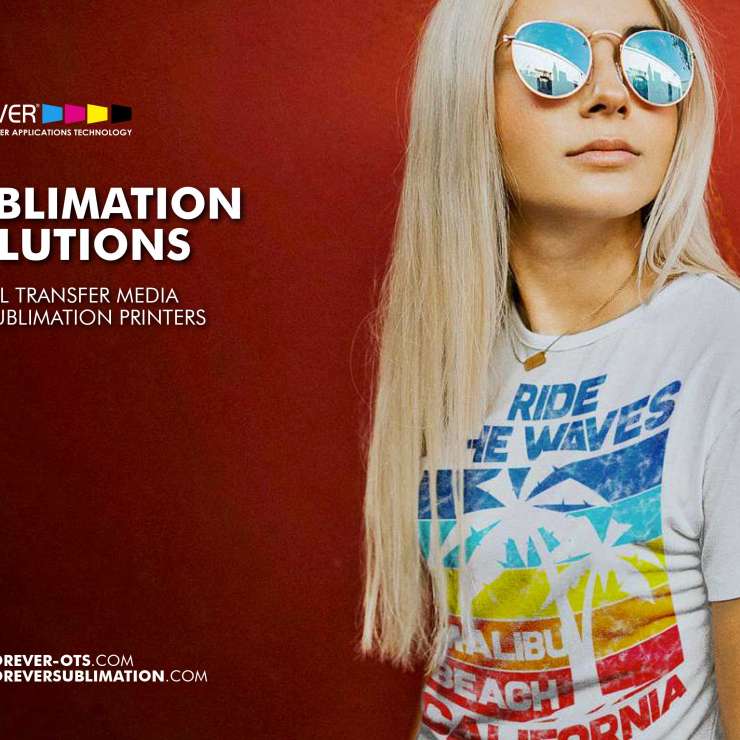 VER®
ER APPLICATIONS TECHNOLOGY
BLIMATION
LUTIONS
L TRANSFER MEDIA
UBLIMATION PRINTERS
RIDE
HE WAVES
MALIBU
BEACH
CALIFORNIA
OREVER-OTS.COM
OREVERSUBLIMATION.COM